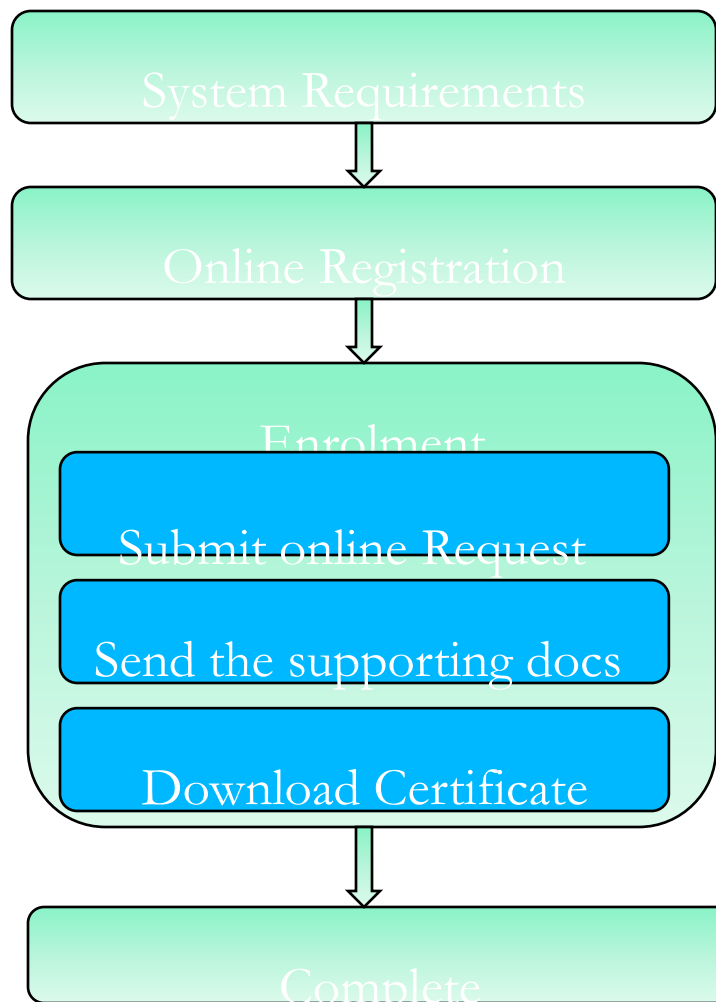 System Requirements
Online Registration
Enrolment
Submit online Request
Send the supporting docs
Download Certificate
Complete